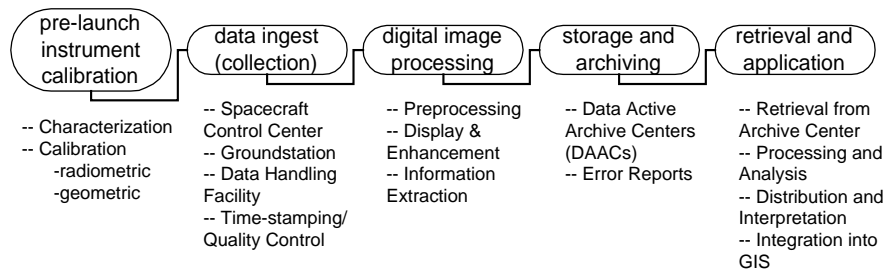 pre-launch
instrument
calibration
-- Characterization
-- Calibration
-radiometric
-geometric
data ingest
(collection)
-- Spacecraft
Control Center
-- Groundstation
-- Data Handling
Facility
-- Time-stamping/
Quality Control
digital image
processing
-- Preprocessing
-- Display &
Enhancement
-- Information
Extraction
storage and
archiving
-- Data Active
Archive Centers
(DAACs)
-- Error Reports
retrieval and
application
-- Retrieval from
Archive Center
-- Processing and
Analysis
-- Distribution and
Interpretation
-- Integration into
GIS